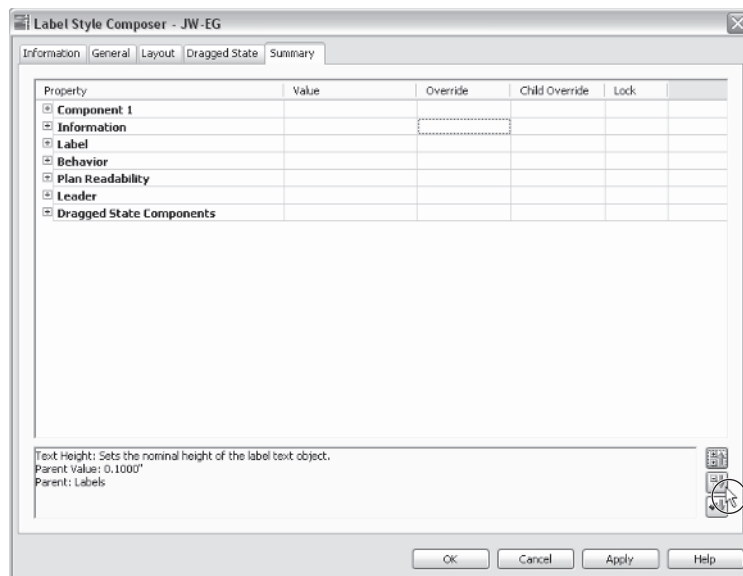 Label Style Composer - JW-EG
Information General Layout Dragged State Summary
Property Value Override Child Override Lock
Component 1
Information
Label
Behavior
Plan Readability
Leader
Dragged State Components
Text Height: Sets the nominal height of the label text object.
Parent Value: 0.1000"
Parent: Labels
OK Cancel Apply Help